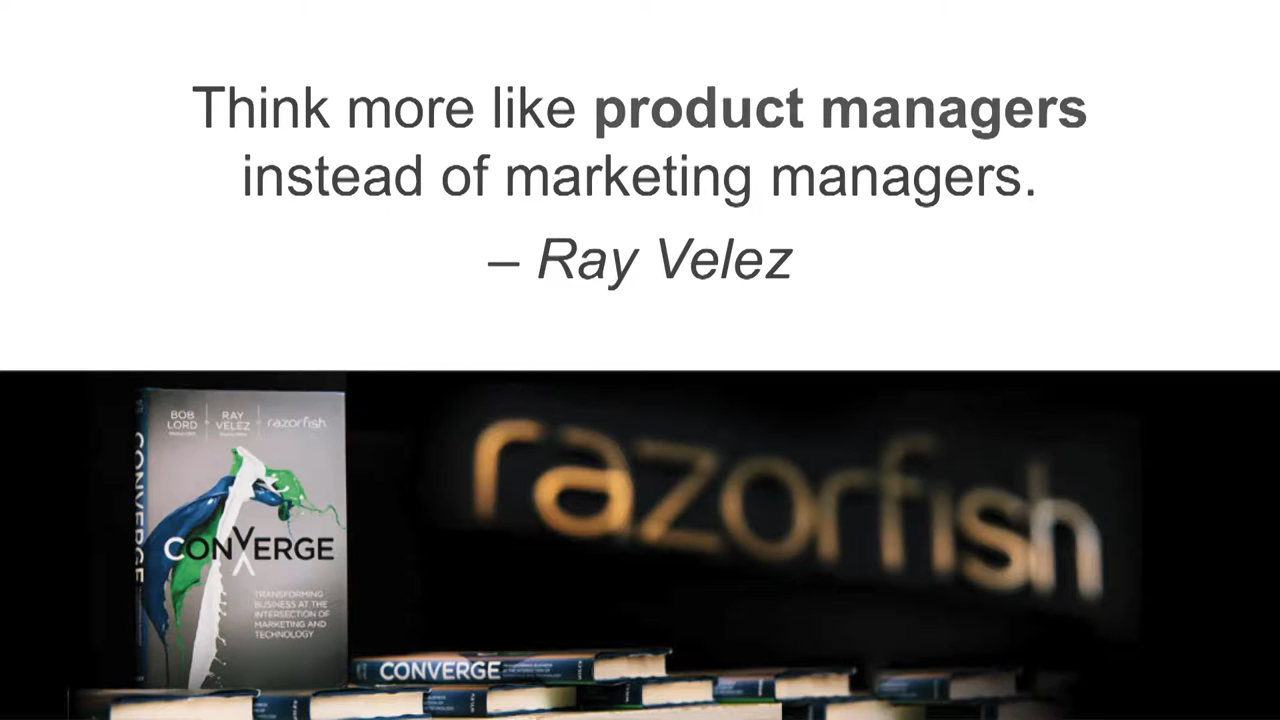 Think more like product managers
instead of marketing managers.
– Ray Velez
BOB
LORD
RAY
VELEZ
razorfish
CONVERGE
CONVERGE
TRANSFORMING
BUSINESS AT THE
INTERSECTION OF
MARKETING AND
TECHNOLOGY
razorfish
CONVERGE